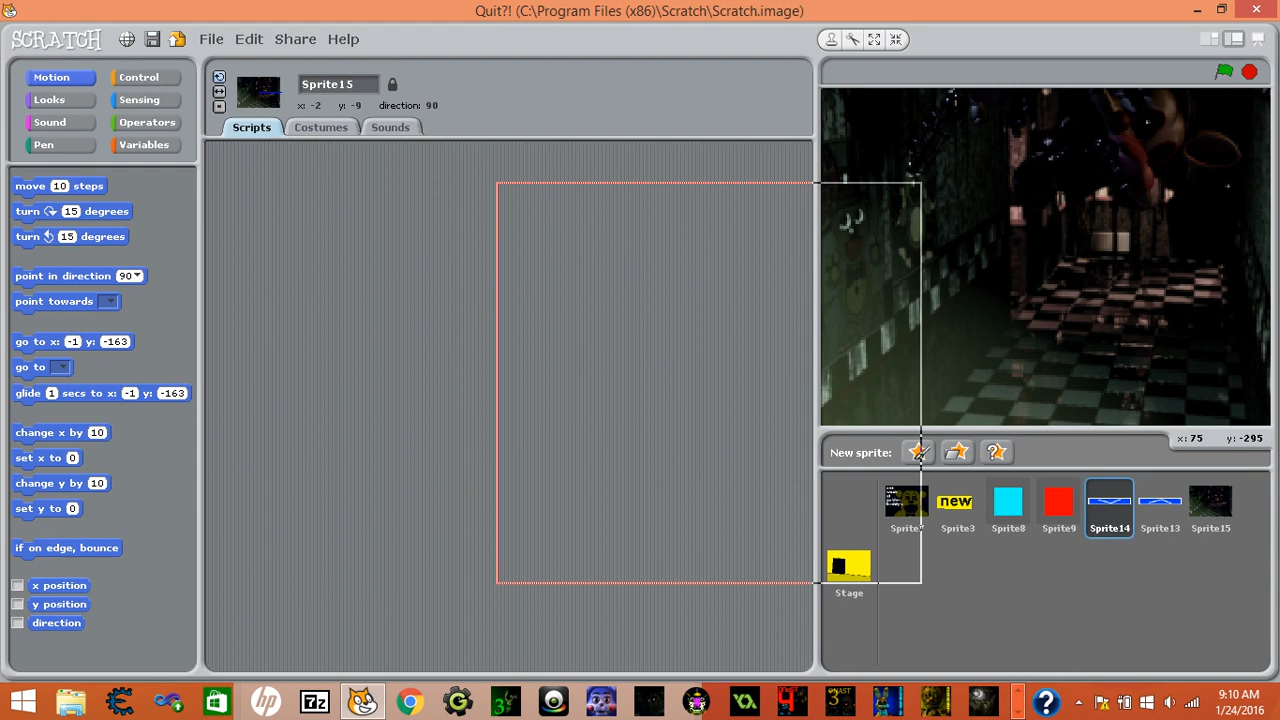 Quit?! (C:\Program Files (x86)\Scratch\Scratch.image)
SCRATCH File Edit Share Help
Motion Control
Looks Sensing
Sound Operators
Pen Variables
Sprite15
x: -2 y: -9 direction: 90
Scripts Costumes Sounds
move 10 steps
turn 15 degrees
turn 15 degrees
point in direction 90
point towards
go to x: -1 y: -163
go to
glide 1 secs to x: -1 y: -163
change x by 10
set x to 0
change y by 10
set y to 0
if on edge, bounce
x position
y position
direction
x: 75 y: -295
New sprite:
new
Sprite3 Sprite8 Sprite9 Sprite14 Sprite13 Sprite15
Stage
hp 7z
9:10 AM
1/24/2016